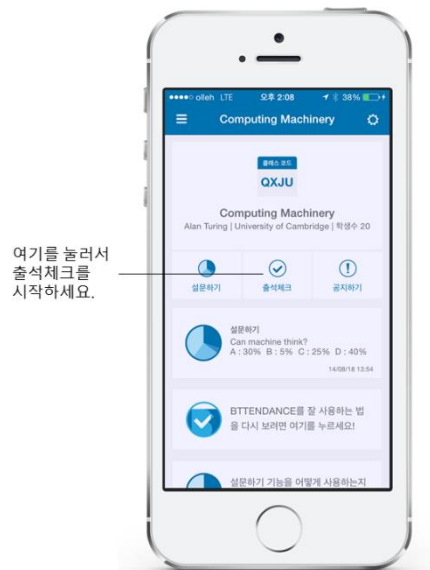 olleh LTE 오후 2:08 38%
Computing Machinery
클래스 코드
QXJU
Computing Machinery
Alan Turing | University of Cambridge | 학생수 20
여기를 눌러서
출석체크를
시작하세요.
설문하기 출석체크 공지하기
설문하기
Can machine think?
A : 30% B : 5% C : 25% D : 40%
14/08/18 13:54
BTTENDANCE를 잘 사용하는 법
을 다시 보려면 여기를 누르세요!
설문하기 기능을 어떻게 사용하는지